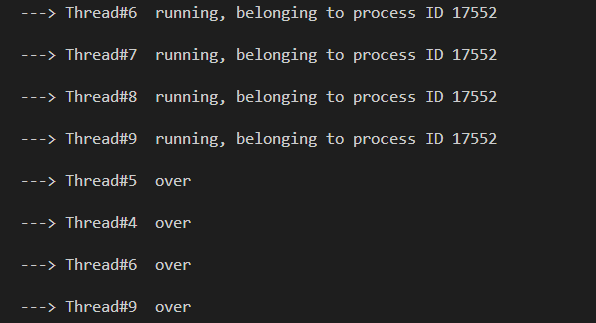 ---> Thread#6  running, belonging to process ID 17552
---> Thread#7  running, belonging to process ID 17552
---> Thread#8  running, belonging to process ID 17552
---> Thread#9  running, belonging to process ID 17552
---> Thread#5  over
---> Thread#4  over
---> Thread#6  over
---> Thread#9  over